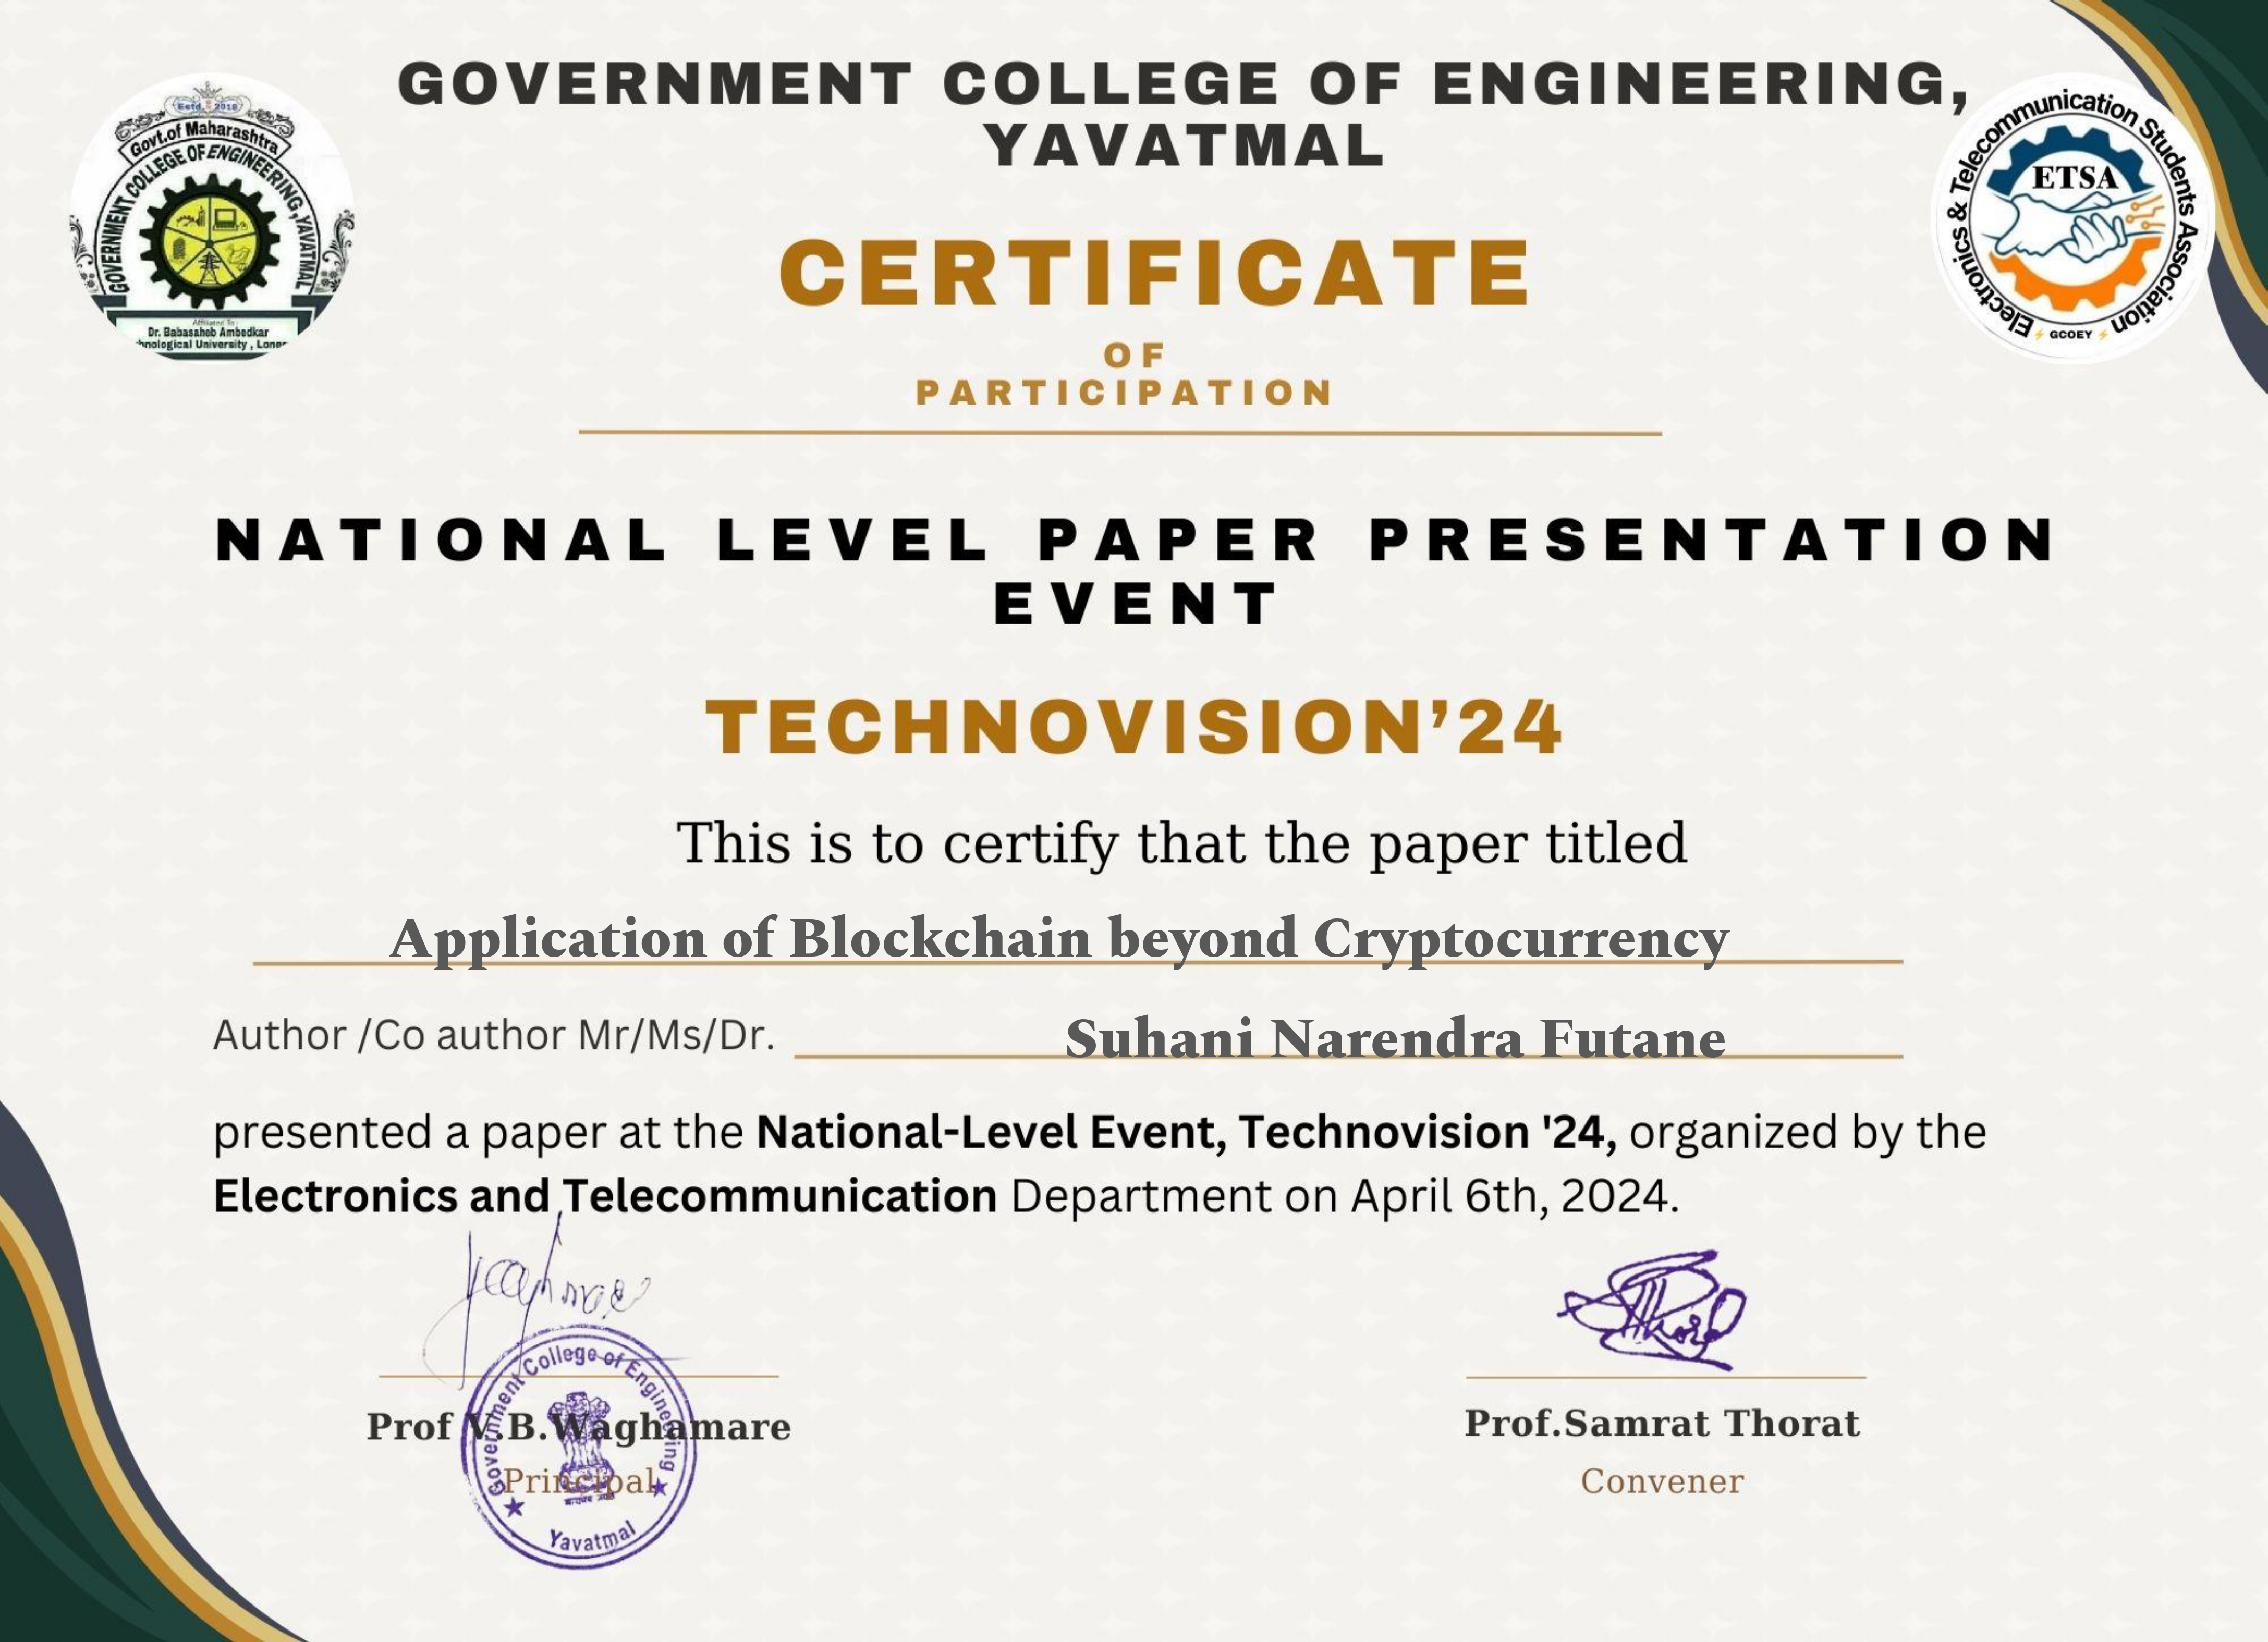 GOVERNMENT COLLEGE OF ENGINEERING,
YAVATMAL
Estd. 2018
Govt.of Maharashtra
GOVERNMENT COLLEGE OF ENGINEERING, YAVATMAL
Affiliated To
Dr. Babasaheb Ambedkar
hnological University , Lone
Electronics & Telecommunication Students Association
ETSA
GCOEY
CERTIFICATE
OF
PARTICIPATION
NATIONAL LEVEL PAPER PRESENTATION
EVENT
TECHNOVISION’24
This is to certify that the paper titled
Application of Blockchain beyond Cryptocurrency
Author /Co author Mr/Ms/Dr. Suhani Narendra Futane
presented a paper at the National-Level Event, Technovision '24, organized by the
Electronics and Telecommunication Department on April 6th, 2024.
Prof V.B.Waghamare
Principal
Government College of Engineering
Yavatmal
Prof.Samrat Thorat
Convener